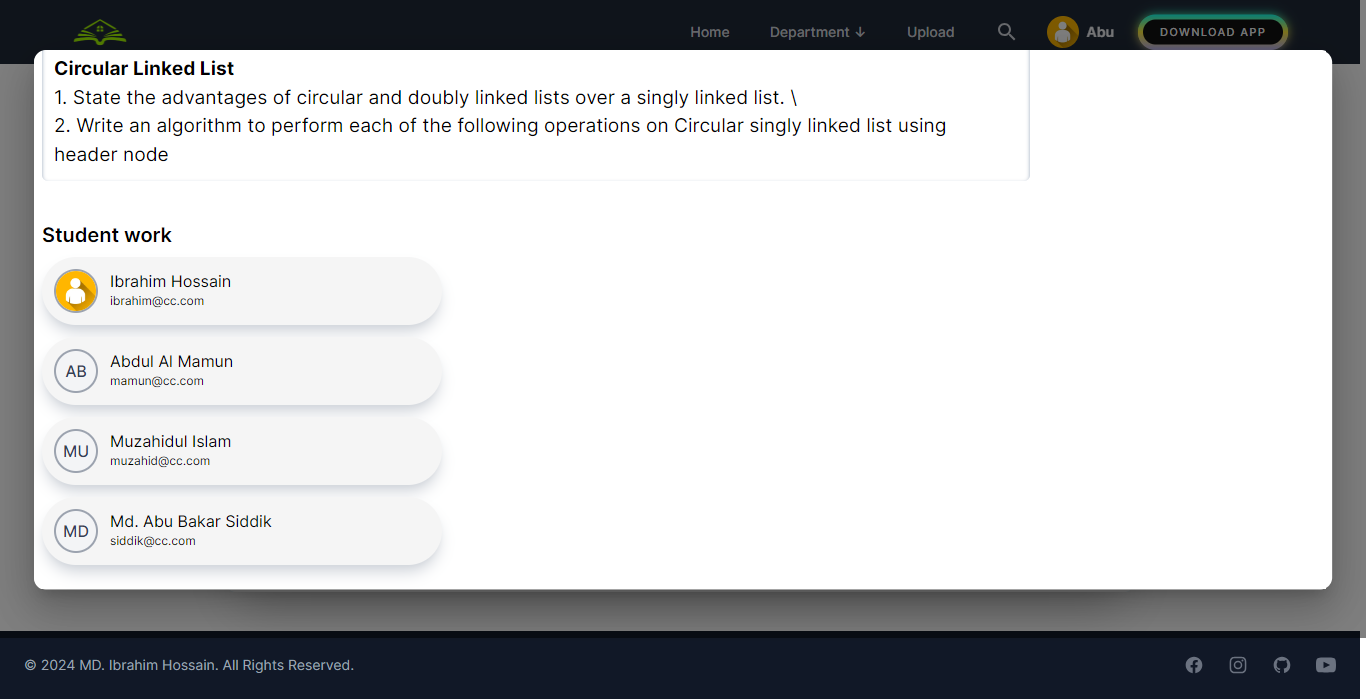 Home Department ↓ Upload Abu DOWNLOAD APP
Circular Linked List
1. State the advantages of circular and doubly linked lists over a singly linked list. \
2. Write an algorithm to perform each of the following operations on Circular singly linked list using
header node
Student work
Ibrahim Hossain
ibrahim@cc.com
AB
Abdul Al Mamun
mamun@cc.com
MU
Muzahidul Islam
muzahid@cc.com
MD
Md. Abu Bakar Siddik
siddik@cc.com
© 2024 MD. Ibrahim Hossain. All Rights Reserved.